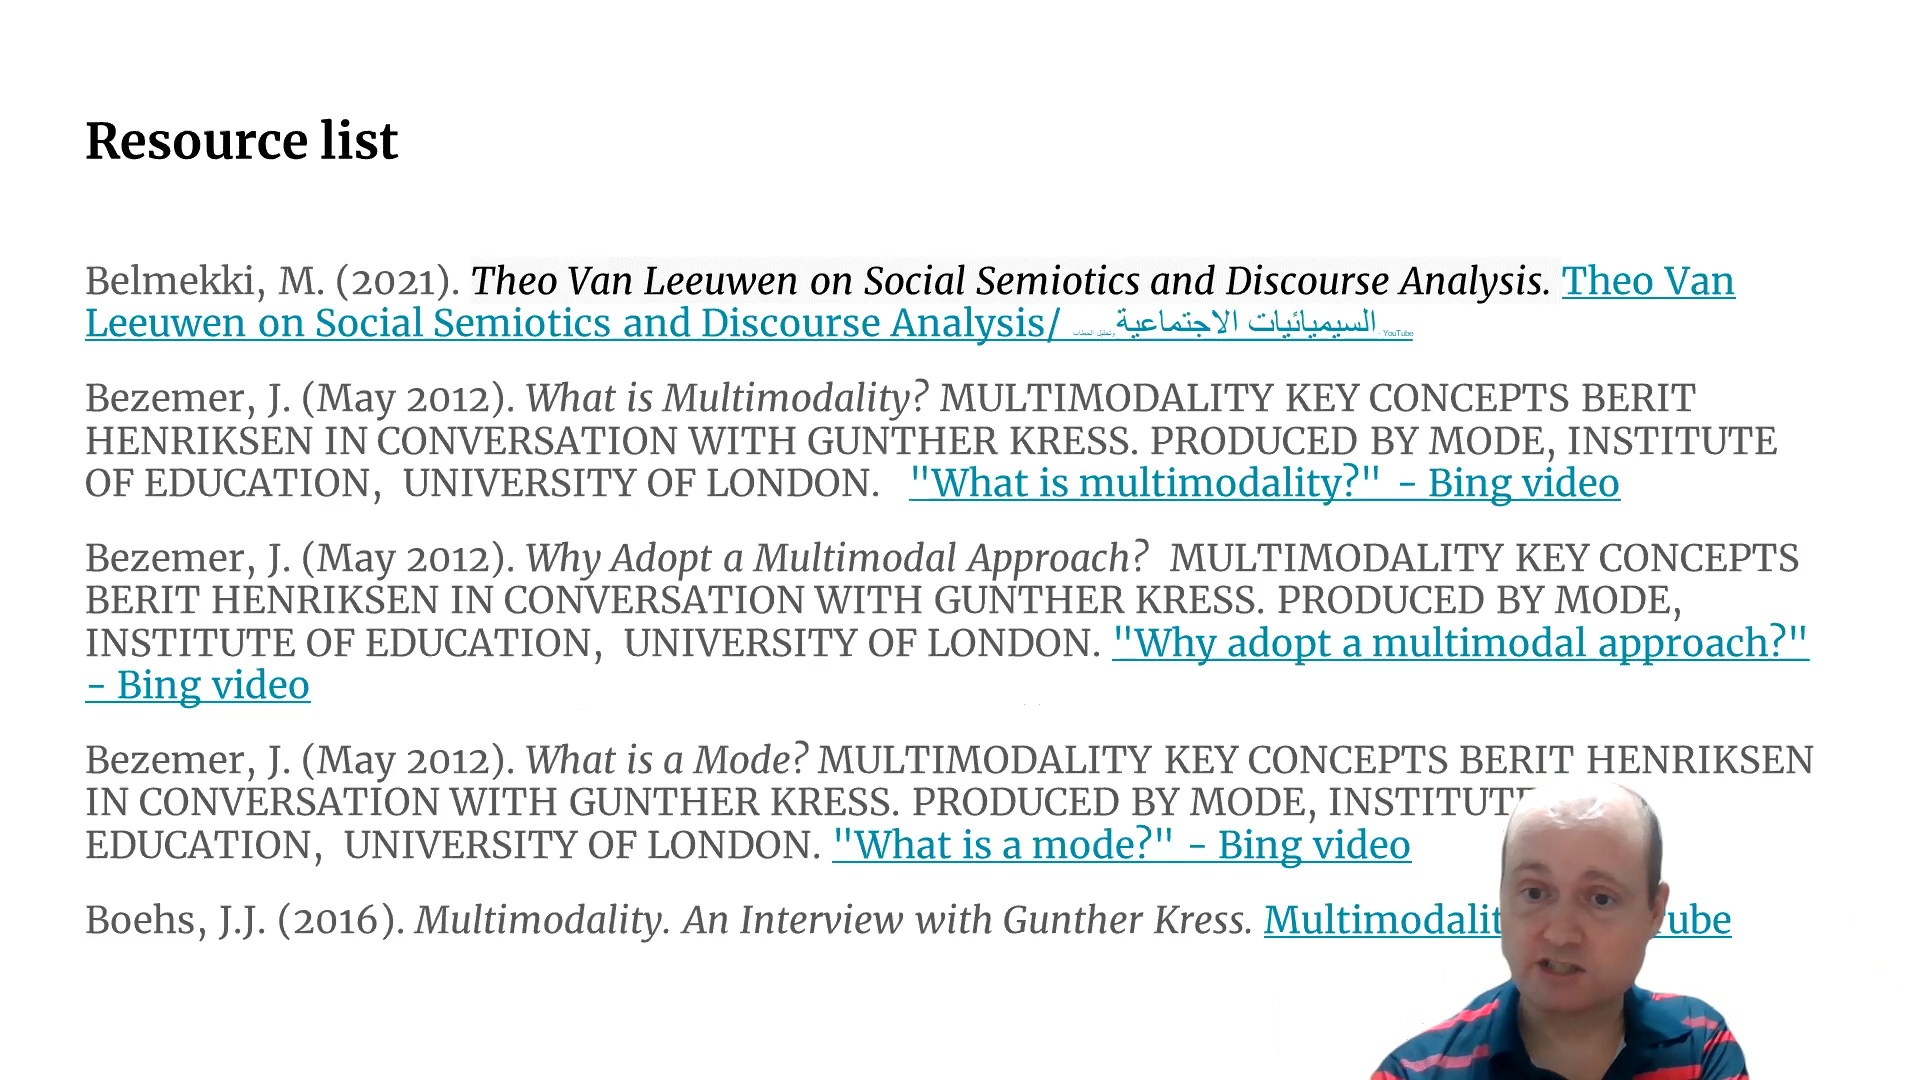 Resource list
Belmekki, M. (2021). Theo Van Leeuwen on Social Semiotics and Discourse Analysis. Theo Van
Leeuwen on Social Semiotics and Discourse Analysis/ السيميائيات الاجتماعية وتحليل الخطاب - YouTube
Bezemer, J. (May 2012). What is Multimodality? MULTIMODALITY KEY CONCEPTS BERIT
HENRIKSEN IN CONVERSATION WITH GUNTHER KRESS. PRODUCED BY MODE, INSTITUTE
OF EDUCATION, UNIVERSITY OF LONDON. "What is multimodality?" - Bing video
Bezemer, J. (May 2012). Why Adopt a Multimodal Approach? MULTIMODALITY KEY CONCEPTS
BERIT HENRIKSEN IN CONVERSATION WITH GUNTHER KRESS. PRODUCED BY MODE,
INSTITUTE OF EDUCATION, UNIVERSITY OF LONDON. "Why adopt a multimodal approach?"
- Bing video
Bezemer, J. (May 2012). What is a Mode? MULTIMODALITY KEY CONCEPTS BERIT HENRIKSEN
IN CONVERSATION WITH GUNTHER KRESS. PRODUCED BY MODE,
EDUCATION, UNIVERSITY OF LONDON. "What is a mode?" - Bing video
Boehs, J.J. (2016). Multimodality. An Interview with Gunther Kress.